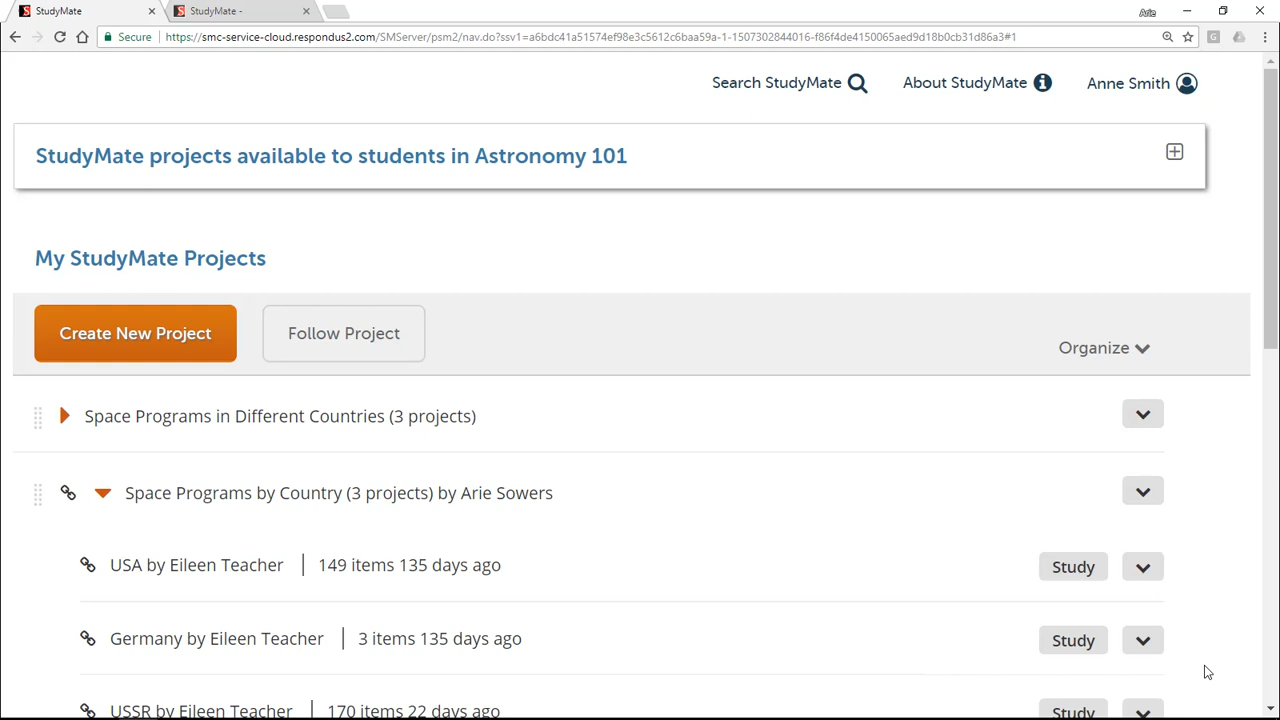 StudyMate
StudyMate -
Arie
Secure
https://smc-service-cloud.respondus2.com/SMServer/psm2/nav.do?ssv1=a6bdc41a51574ef98e3c5612c6baa59a-1-1507302844016-f86f4de4150065aed9d18b0cb31d86a3#1
Search StudyMate
About StudyMate
Anne Smith
StudyMate projects available to students in Astronomy 101
My StudyMate Projects
Create New Project
Follow Project
Organize
Space Programs in Different Countries (3 projects)
Space Programs by Country (3 projects) by Arie Sowers
USA by Eileen Teacher | 149 items 135 days ago
Study
Germany by Eileen Teacher | 3 items 135 days ago
Study
USSR by Eileen Teacher | 170 items 22 days ago
Study